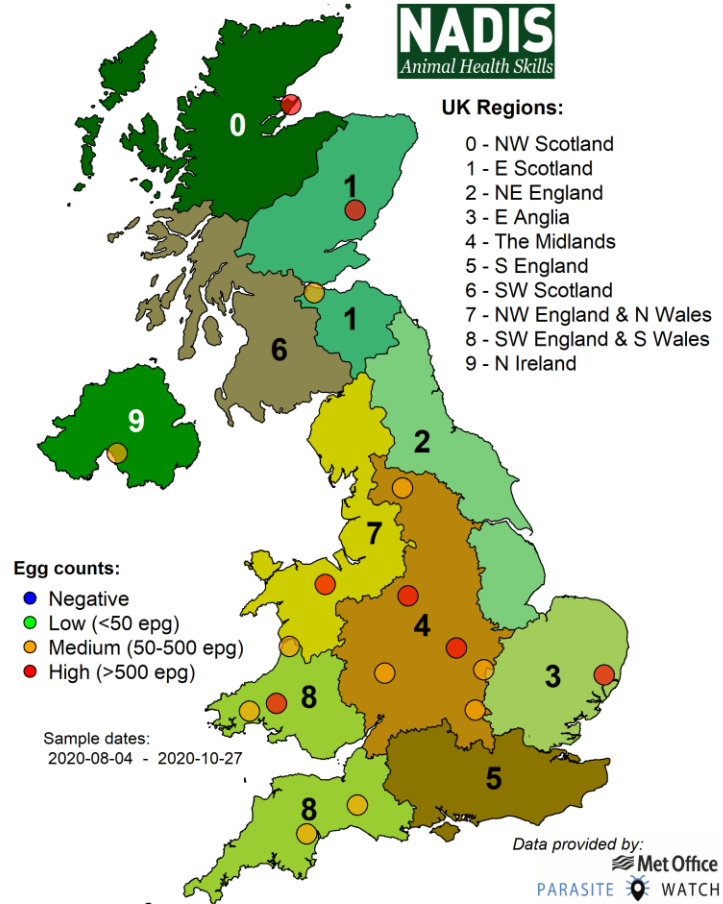 NADIS
Animal Health Skills
UK Regions:
0 - NW Scotland
1 - E Scotland
2 - NE England
3 - E Anglia
4 - The Midlands
5 - S England
6 - SW Scotland
7 - NW England & N Wales
8 - SW England & S Wales
9 - N Ireland
0
1
1
6
9
2
7
4
3
8
5
8
Egg counts:
Negative
Low (<50 epg)
Medium (50-500 epg)
High (>500 epg)
Sample dates:
2020-08-04 - 2020-10-27
Data provided by:
Met Office
PARASITE WATCH